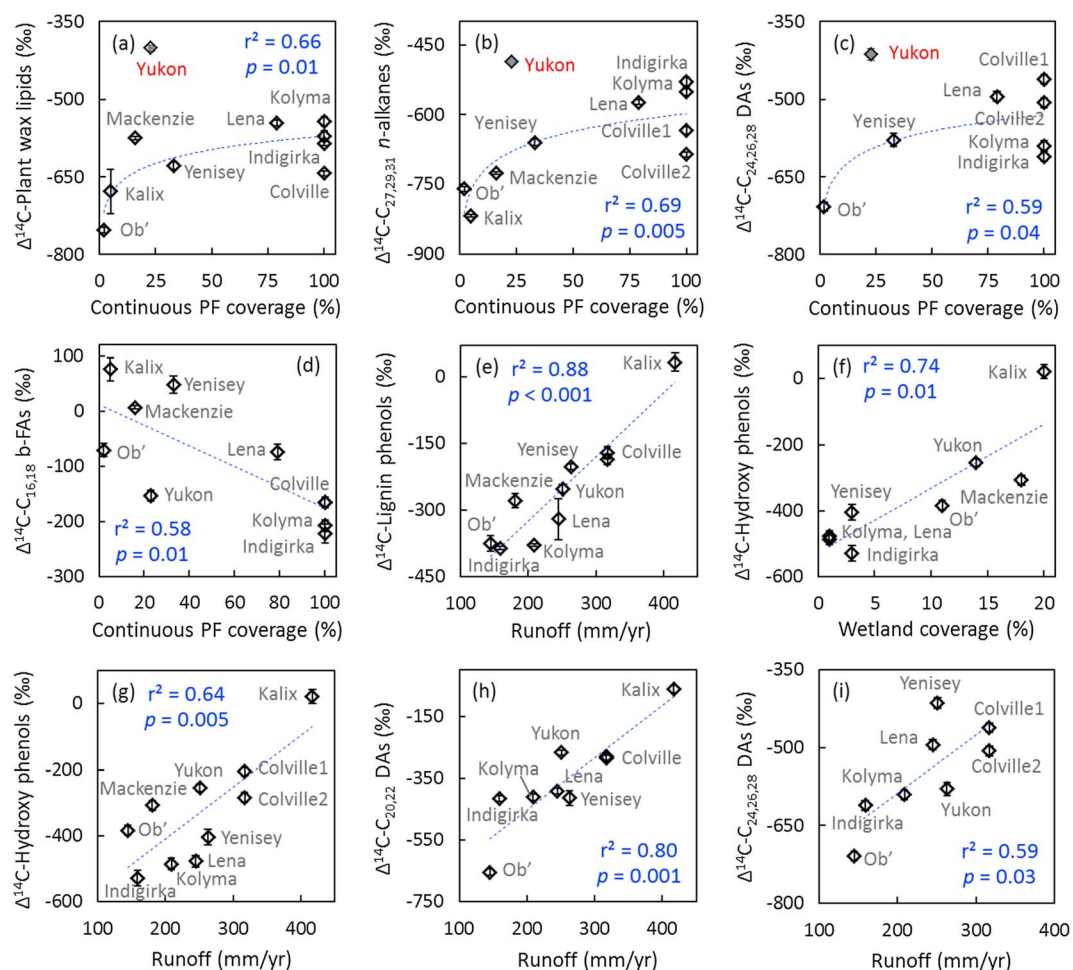 (a)
r² = 0.66
p = 0.01
Yukon
Mackenzie
Kalix
Ob’
Yenisey
Lena
Kolyma
Indigirka
Colville
-350
-500
-650
-800
0 25 50 75 100
Δ¹⁴C-Plant wax lipids (‰)
Continuous PF coverage (%)
(b)
Yukon
Indigirka
Kolyma
Lena
Yenisey
Colville1
Mackenzie
Colville2
Ob’
Kalix
r² = 0.69
p = 0.005
-450
-600
-750
-900
0 25 50 75 100
Δ¹⁴C-C27,29,31 n-alkanes (‰)
Continuous PF coverage (%)
(c)
Yukon
Colville1
Lena
Colville2
Yenisey
Kolyma
Indigirka
Ob’
r² = 0.59
p = 0.04
-350
-500
-650
-800
0 25 50 75 100
Δ¹⁴C-C24,26,28 DAs (‰)
Continuous PF coverage (%)
(d)
Kalix
Yenisey
Mackenzie
Ob’
Lena
Yukon
Colville
Kolyma
Indigirka
r² = 0.58
p = 0.01
100
0
-100
-200
-300
0 20 40 60 80 100
Δ¹⁴C-C16,18 b-FAs (‰)
Continuous PF coverage (%)
(e)
r² = 0.88
p < 0.001
Kalix
Yenisey
Colville
Mackenzie
Yukon
Ob’
Lena
Kolyma
Indigirka
0
-150
-300
-450
100 200 300 400
Δ¹⁴C-Lignin phenols (‰)
Runoff (mm/yr)
(f)
r² = 0.74
p = 0.01
Kalix
Yukon
Mackenzie
Yenisey
Ob’
Kolyma, Lena
Indigirka
0
-200
-400
-600
0 5 10 15 20
Δ¹⁴C-Hydroxy phenols (‰)
Wetland coverage (%)
(g)
r² = 0.64
p = 0.005
Kalix
Yukon
Colville1
Mackenzie
Colville2
Ob’
Yenisey
Lena
Kolyma
Indigirka
0
-200
-400
-600
100 200 300 400
Δ¹⁴C-Hydroxy phenols (‰)
Runoff (mm/yr)
(h)
Kalix
Yukon
Colville
Kolyma
Lena
Indigirka
Yenisey
Ob’
r² = 0.80
p = 0.001
-150
-350
-550
-750
100 200 300 400
Δ¹⁴C-C20,22 DAs (‰)
Runoff (mm/yr)
(i)
Yenisey
Colville1
Lena
Colville2
Kolyma
Indigirka
Yukon
Ob’
r² = 0.59
p = 0.03
-350
-500
-650
-800
100 200 300 400
Δ¹⁴C-C24,26,28 DAs (‰)
Runoff (mm/yr)